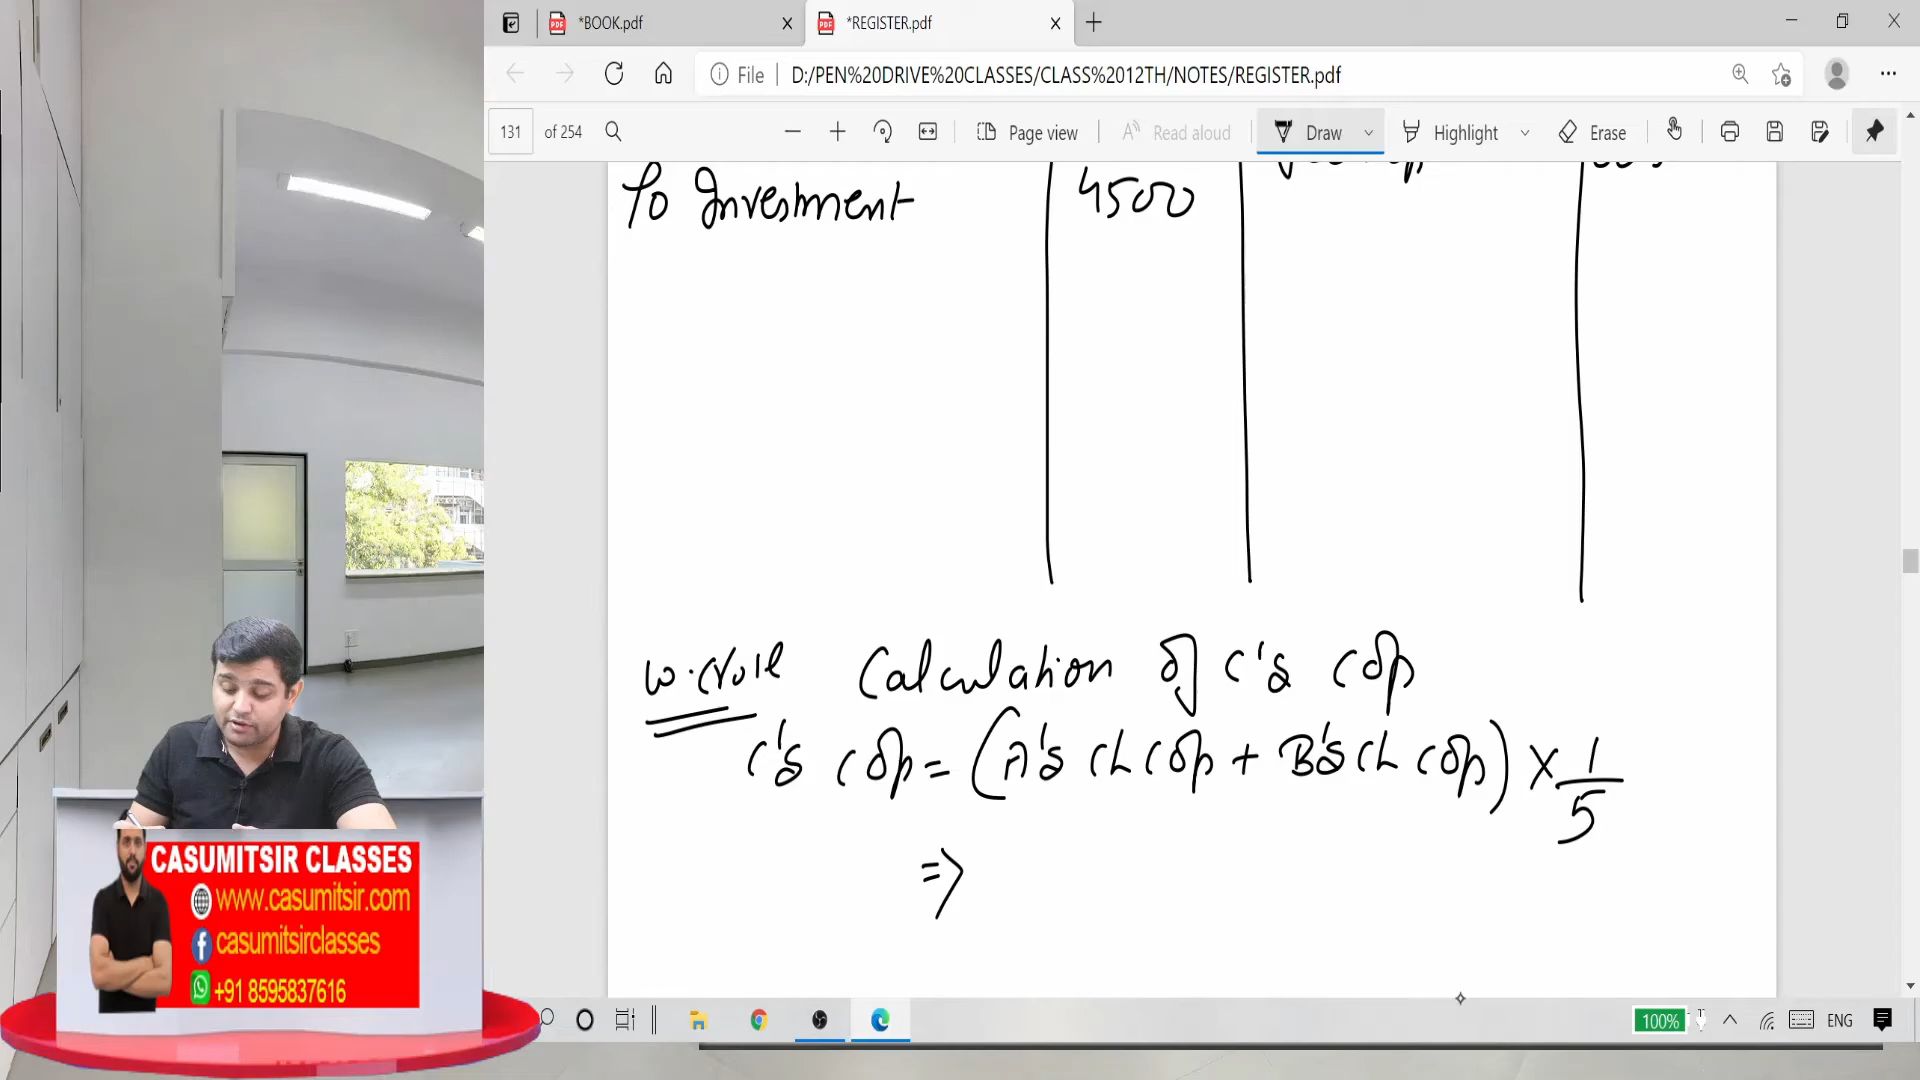 *BOOK.pdf
*REGISTER.pdf
File D:/PEN%20DRIVE%20CLASSES/CLASS%2012TH/NOTES/REGISTER.pdf
131 of 254 Page view Read aloud Draw Highlight Erase
To Investment 4500
Calculation of C's Cap
C's Cap = (A's CL Cap + B's CL Cap) × 1/5
=>
CASUMITSIR CLASSES
www.casumitsir.com
casumitsirclasses
+91 8595837616
100% ENG